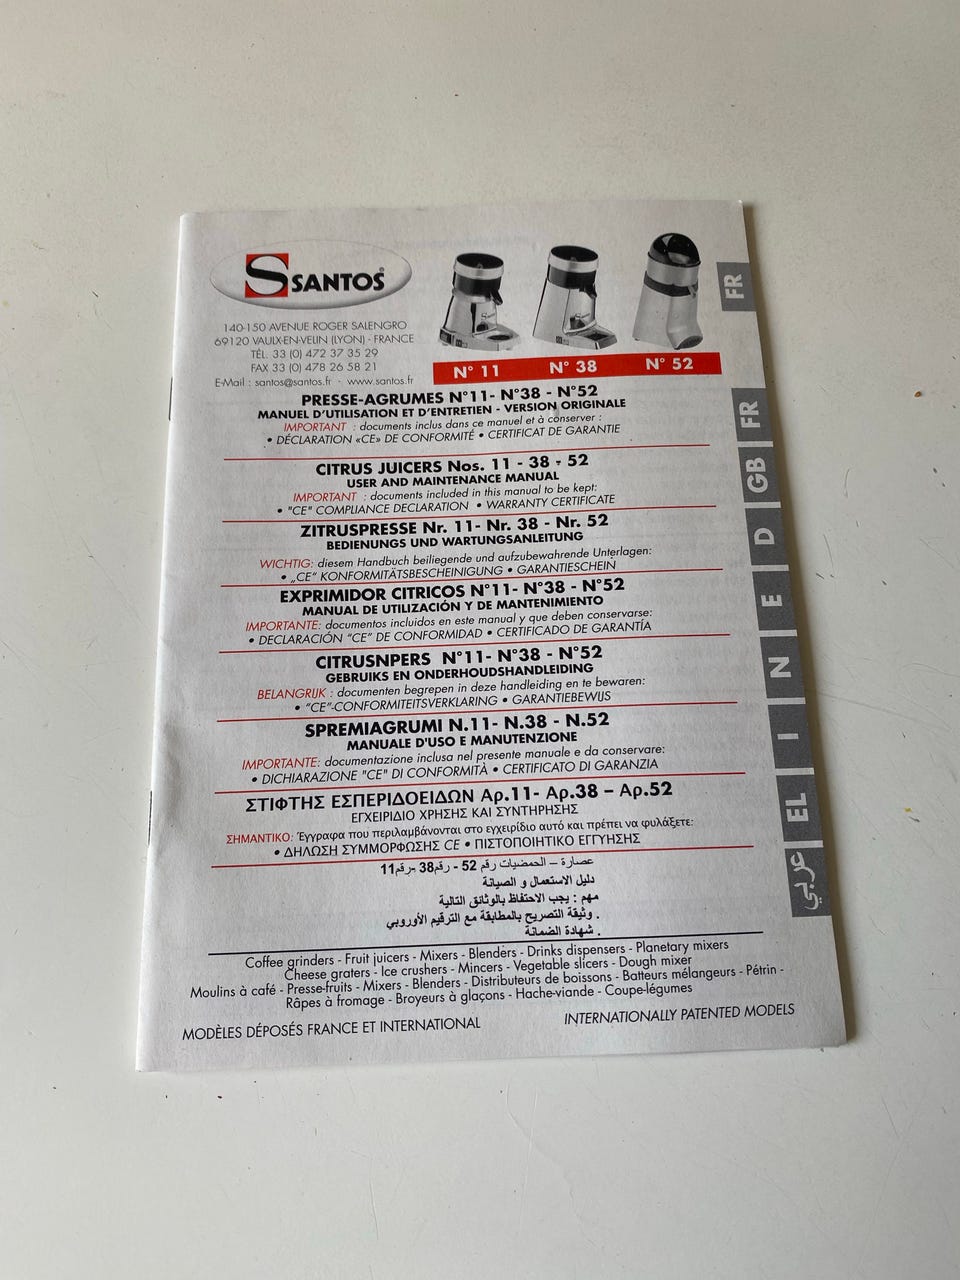 SSANTOS®
140-150 AVENUE ROGER SALENGRO
69120 VAULX-EN-VELIN (LYON) - FRANCE
TÉL. 33 (0) 472 37 35 29
FAX 33 (0) 478 26 58 21
E-Mail : santos@santos.fr · www.santos.fr
N° 11 N° 38 N° 52
FR
PRESSE-AGRUMES N°11- N°38 - N°52
MANUEL D'UTILISATION ET D'ENTRETIEN - VERSION ORIGINALE
IMPORTANT : documents inclus dans ce manuel et à conserver :
• DÉCLARATION «CE» DE CONFORMITÉ • CERTIFICAT DE GARANTIE
CITRUS JUICERS Nos. 11 - 38 - 52
USER AND MAINTENANCE MANUAL
IMPORTANT : documents included in this manual to be kept:
• "CE" COMPLIANCE DECLARATION • WARRANTY CERTIFICATE
ZITRUSPRESSE Nr. 11- Nr. 38 - Nr. 52
BEDIENUNGS UND WARTUNGSANLEITUNG
WICHTIG: diesem Handbuch beiliegende und aufzubewahrende Unterlagen:
• „CE" KONFORMITÄTSBESCHEINIGUNG • GARANTIESCHEIN
EXPRIMIDOR CITRICOS N°11- N°38 - N°52
MANUAL DE UTILIZACIÓN Y DE MANTENIMIENTO
IMPORTANTE: documentos incluidos en este manual y que deben conservarse:
• DECLARACIÓN "CE" DE CONFORMIDAD • CERTIFICADO DE GARANTÍA
CITRUSNPERS N°11- N°38 - N°52
GEBRUIKS EN ONDERHOUDSHANDLEIDING
BELANGRIJK : documenten begrepen in deze handleiding en te bewaren:
• "CE"-CONFORMITEITSVERKLARING • GARANTIEBEWIJS
SPREMIAGRUMI N.11- N.38 - N.52
MANUALE D'USO E MANUTENZIONE
IMPORTANTE: documentazione inclusa nel presente manuale e da conservare:
• DICHIARAZIONE "CE" DI CONFORMITÀ • CERTIFICATO DI GARANZIA
ΣΤΙΦΤΗΣ ΕΣΠΕΡΙΔΟΕΙΔΩΝ Αρ.11- Αρ.38 – Αρ.52
ΕΓΧΕΙΡΙΔΙΟ ΧΡΗΣΗΣ ΚΑΙ ΣΥΝΤΗΡΗΣΗΣ
ΣΗΜΑΝΤΙΚΟ: Έγγραφα που περιλαμβάνονται στο εγχειρίδιο αυτό και πρέπει να φυλάξετε:
• ΔΗΛΩΣΗ ΣΥΜΜΟΡΦΩΣΗΣ CE • ΠΙΣΤΟΠΟΙΗΤΙΚΟ ΕΓΓΥΗΣΗΣ
عصارة – الحمضيات رقم 52 - رقم38 -رقم11
دليل الاستعمال و الصيانة
مهم : يجب الاحتفاظ بالوثائق التالية
. وثيقة التصريح بالمطابقة مع الترقيم الأوروبي
. شهادة الضمانة
FR
GB
D
E
N
I
EL
عربي
Coffee grinders - Fruit juicers - Mixers - Blenders - Drinks dispensers - Planetary mixers
Cheese graters - Ice crushers - Mincers - Vegetable slicers - Dough mixer
Moulins à café - Presse-fruits - Mixers - Blenders - Distributeurs de boissons - Batteurs mélangeurs - Pétrin -
Râpes à fromage - Broyeurs à glaçons - Hache-viande - Coupe-légumes
MODÈLES DÉPOSÉS FRANCE ET INTERNATIONAL INTERNATIONALLY PATENTED MODELS